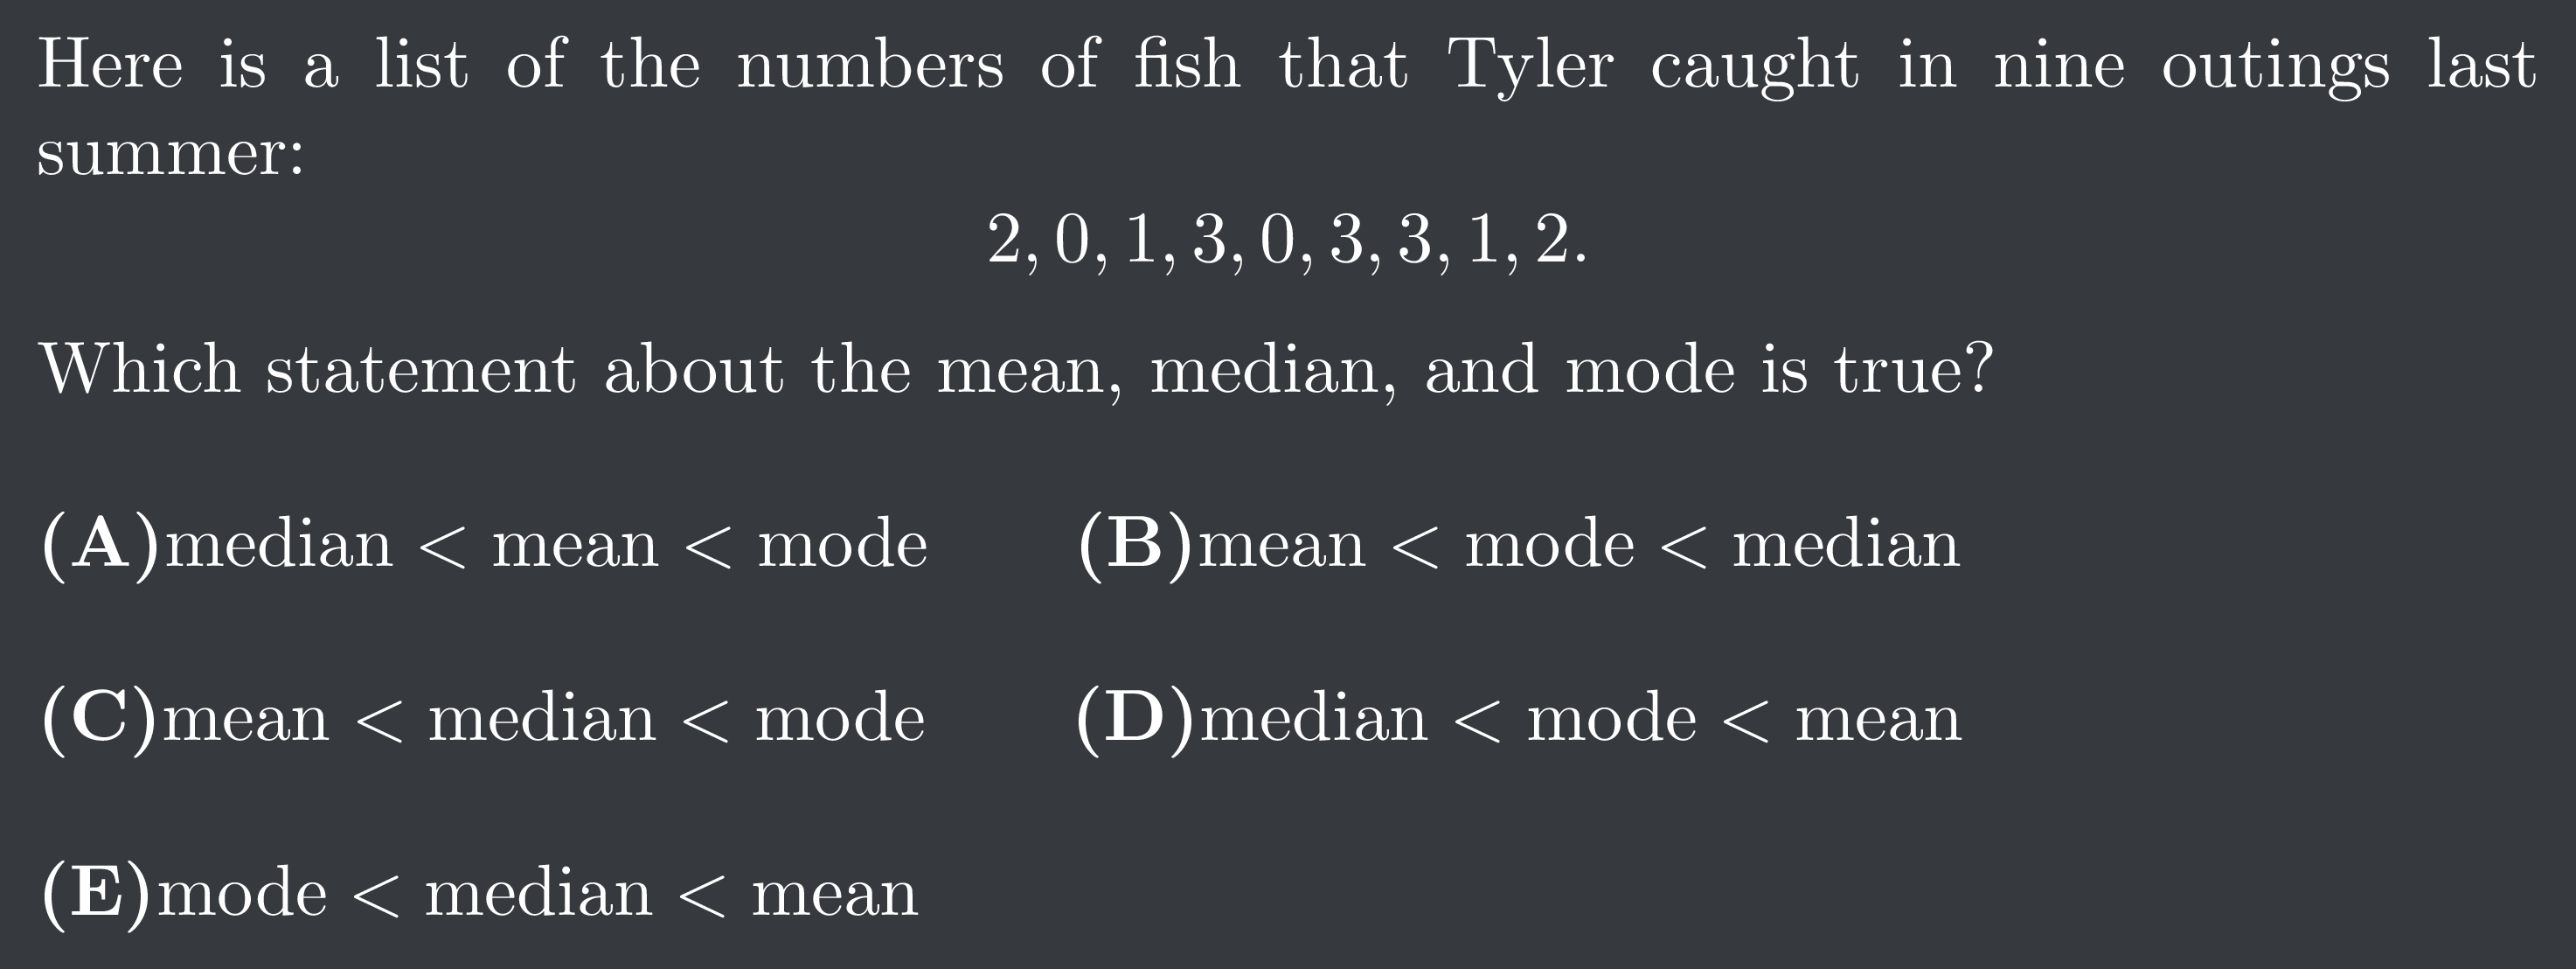 Here is a list of the numbers of fish that Tyler caught in nine outings last
summer:
2, 0, 1, 3, 0, 3, 3, 1, 2.
Which statement about the mean, median, and mode is true?
(A)median < mean < mode (B)mean < mode < median
(C)mean < median < mode (D)median < mode < mean
(E)mode < median < mean